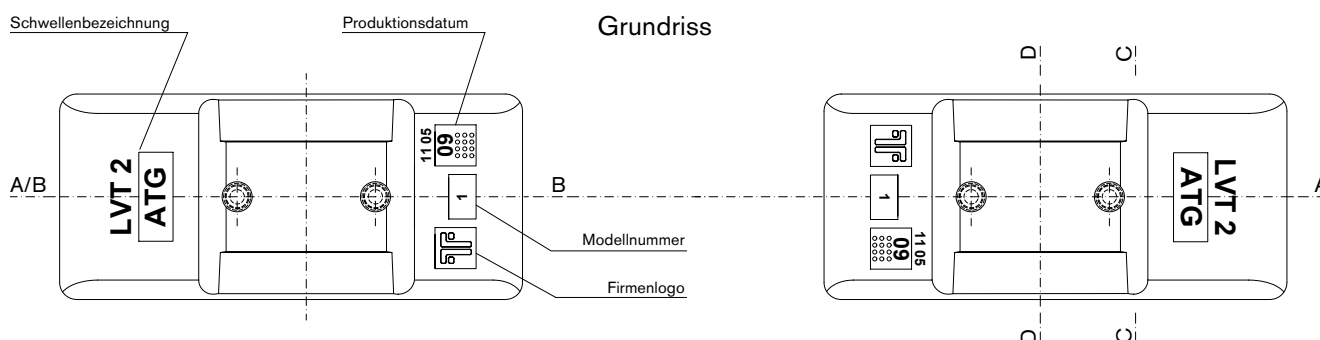 Schwellenbezeichnung
Produktionsdatum
Grundriss
D
C
11 05
09
LVT 2
ATG
1
A/B
B
Modellnummer
Firmenlogo
1
09
11 05
ATG
LVT 2
A
D
C